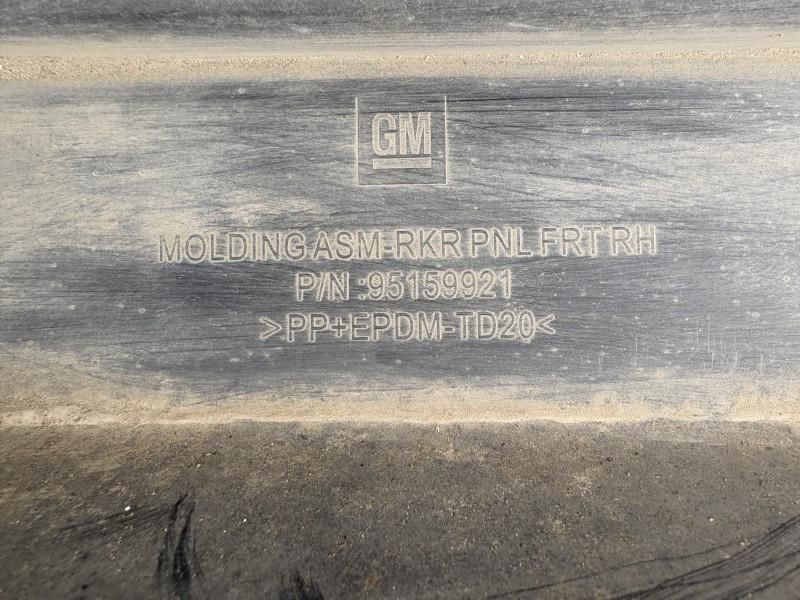 GM
MOLDING ASM-RKR PNL FRT RH
P/N :95159921
>PP+EPDM-TD20<